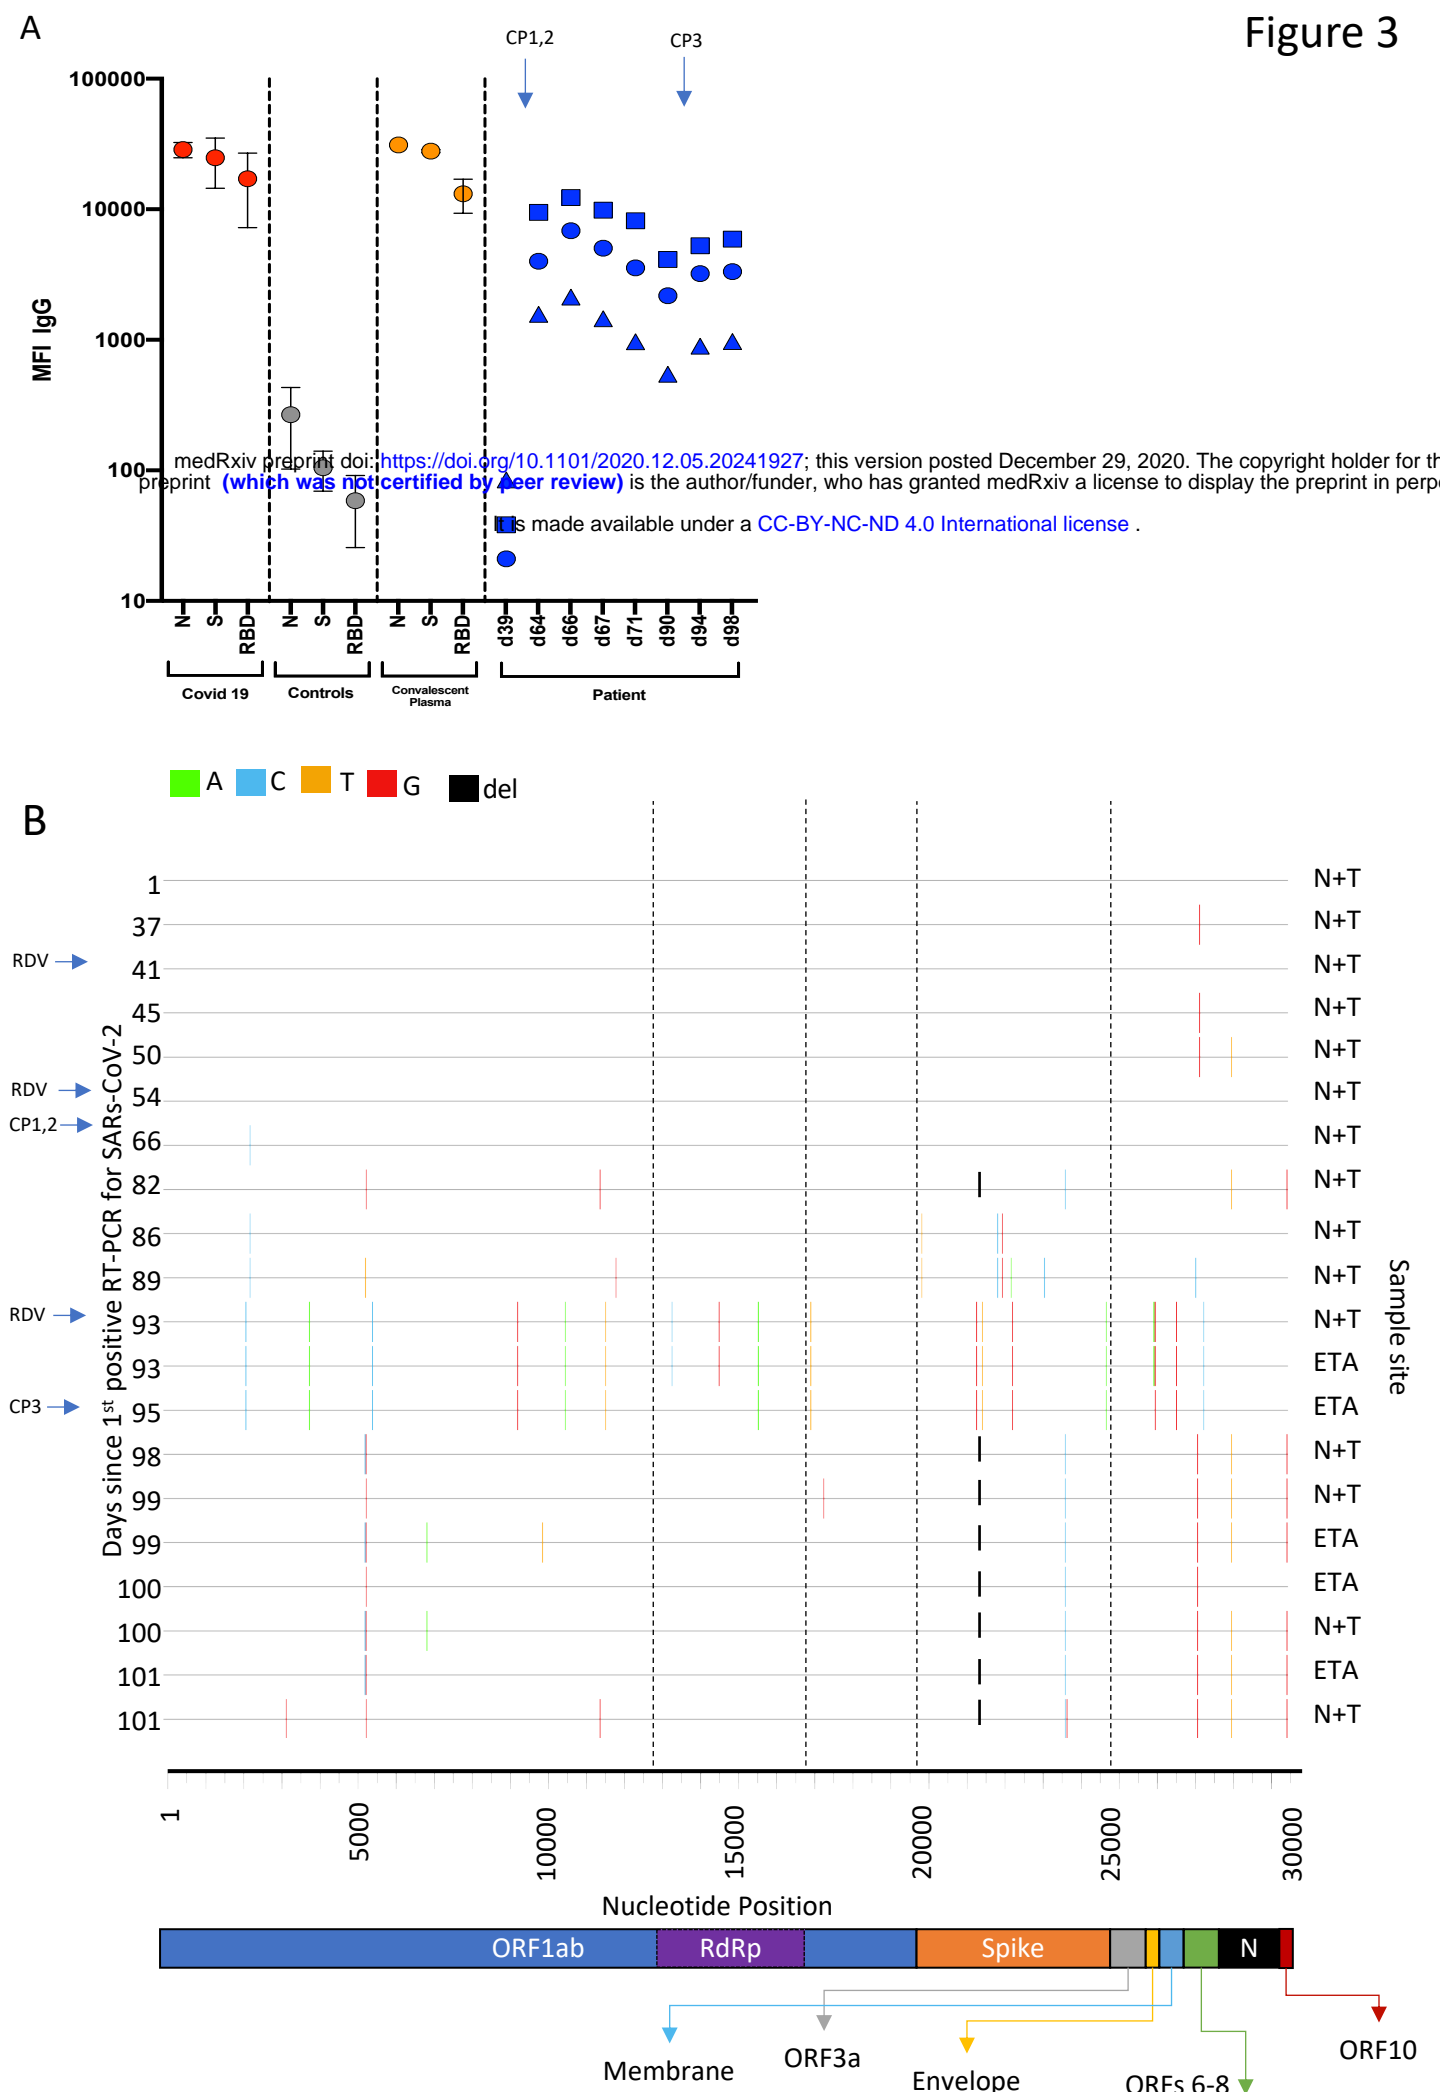 A
Figure 3
CP1,2
CP3
100000
10000
1000
100
10
MFI IgG
medRxiv preprint doi: https://doi.org/10.1101/2020.12.05.20241927; this version posted December 29, 2020. The copyright holder for th
preprint (which was not certified by peer review) is the author/funder, who has granted medRxiv a license to display the preprint in perpe
It is made available under a CC-BY-NC-ND 4.0 International license .
N S RBD N S RBD N S RBD d39 d64 d66 d67 d71 d90 d94 d98
Covid 19
Controls
Convalescent
Plasma
Patient
A C T G del
B
Days since 1st positive RT-PCR for SARs-CoV-2
Sample site
1 N+T
37 N+T
RDV
41 N+T
45 N+T
50 N+T
RDV
54 N+T
CP1,2
66 N+T
82 N+T
86 N+T
89 N+T
RDV
93 N+T
93 ETA
CP3
95 ETA
98 N+T
99 N+T
99 ETA
100 ETA
100 N+T
101 ETA
101 N+T
1 5000 10000 15000 20000 25000 30000
Nucleotide Position
ORF1ab RdRp Spike N
Membrane
ORF3a
Envelope
ORFs 6-8
ORF10